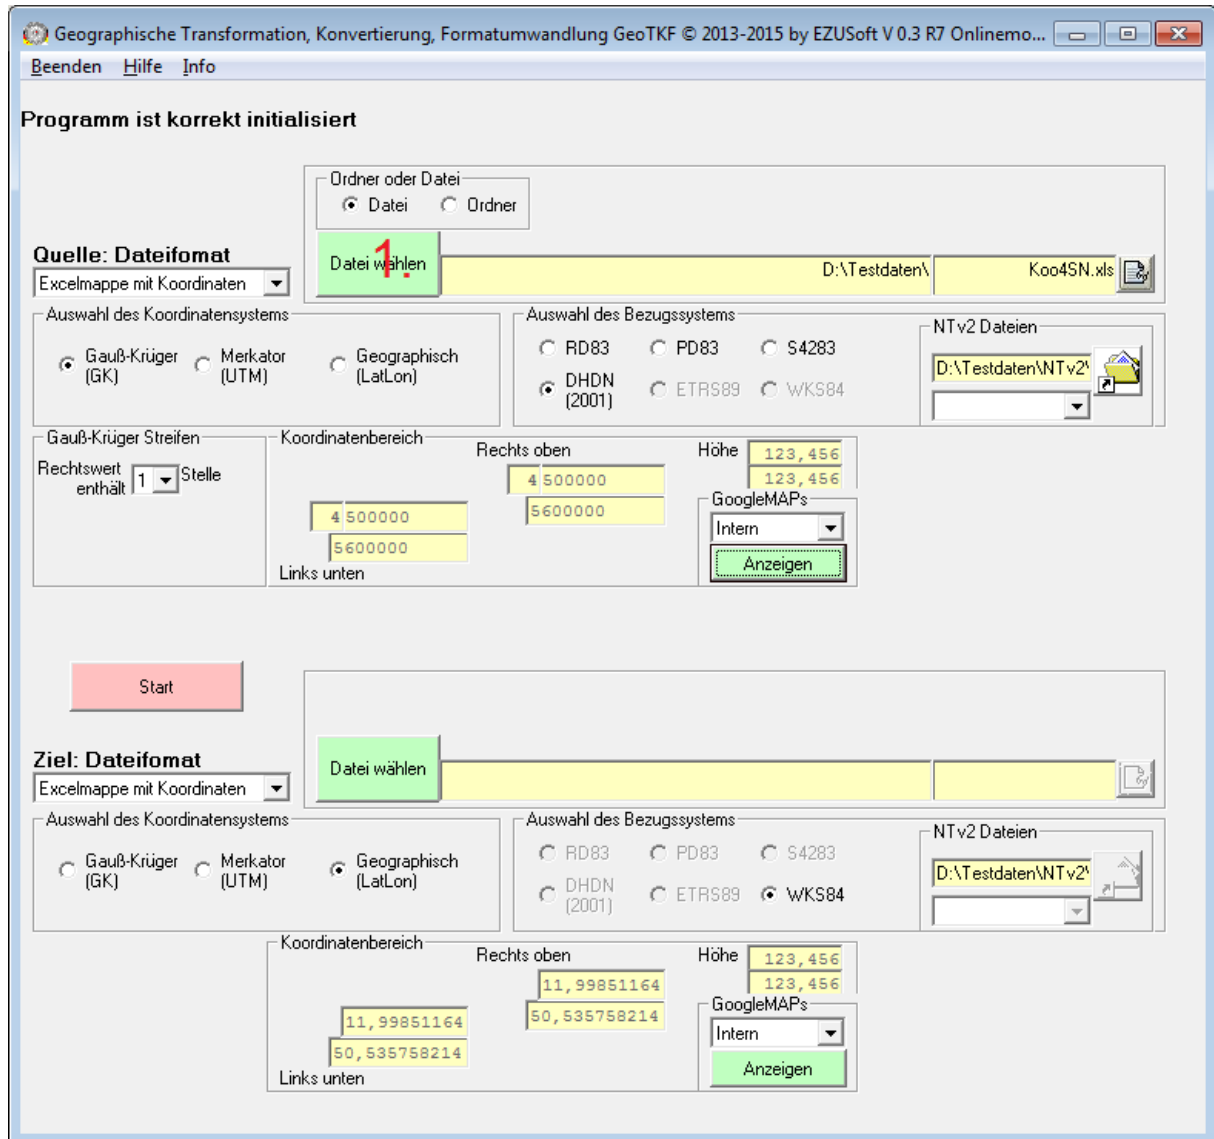 Geographische Transformation, Konvertierung, Formatumwandlung GeoTKF © 2013-2015 by EZUSoft V 0.3 R7 Onlinemo...
Beenden Hilfe Info
Programm ist korrekt initialisiert
Ordner oder Datei
Datei Ordner
Quelle: Dateifomat
Excelmappe mit Koordinaten
Datei wählen
1.
D:\Testdaten\
Koo4SN.xls
Auswahl des Koordinatensystems
Gauß-Krüger
(GK)
Merkator
(UTM)
Geographisch
(LatLon)
Auswahl des Bezugssystems
RD83 PD83 S4283
DHDN
(2001)
ETRS89 WKS84
NTv2 Dateien
D:\Testdaten\NTv2\
Gauß-Krüger Streifen
Rechtswert
enthält
1
Stelle
Koordinatenbereich
Rechts oben
4 500000
5600000
4 500000
5600000
Links unten
Höhe
123,456
123,456
GoogleMAPs
Intern
Anzeigen
Start
Ziel: Dateifomat
Excelmappe mit Koordinaten
Datei wählen
Auswahl des Koordinatensystems
Gauß-Krüger
(GK)
Merkator
(UTM)
Geographisch
(LatLon)
Auswahl des Bezugssystems
RD83 PD83 S4283
DHDN
(2001)
ETRS89 WKS84
NTv2 Dateien
D:\Testdaten\NTv2\
Koordinatenbereich
Rechts oben
11,99851164
50,535758214
11,99851164
50,535758214
Links unten
Höhe
123,456
123,456
GoogleMAPs
Intern
Anzeigen